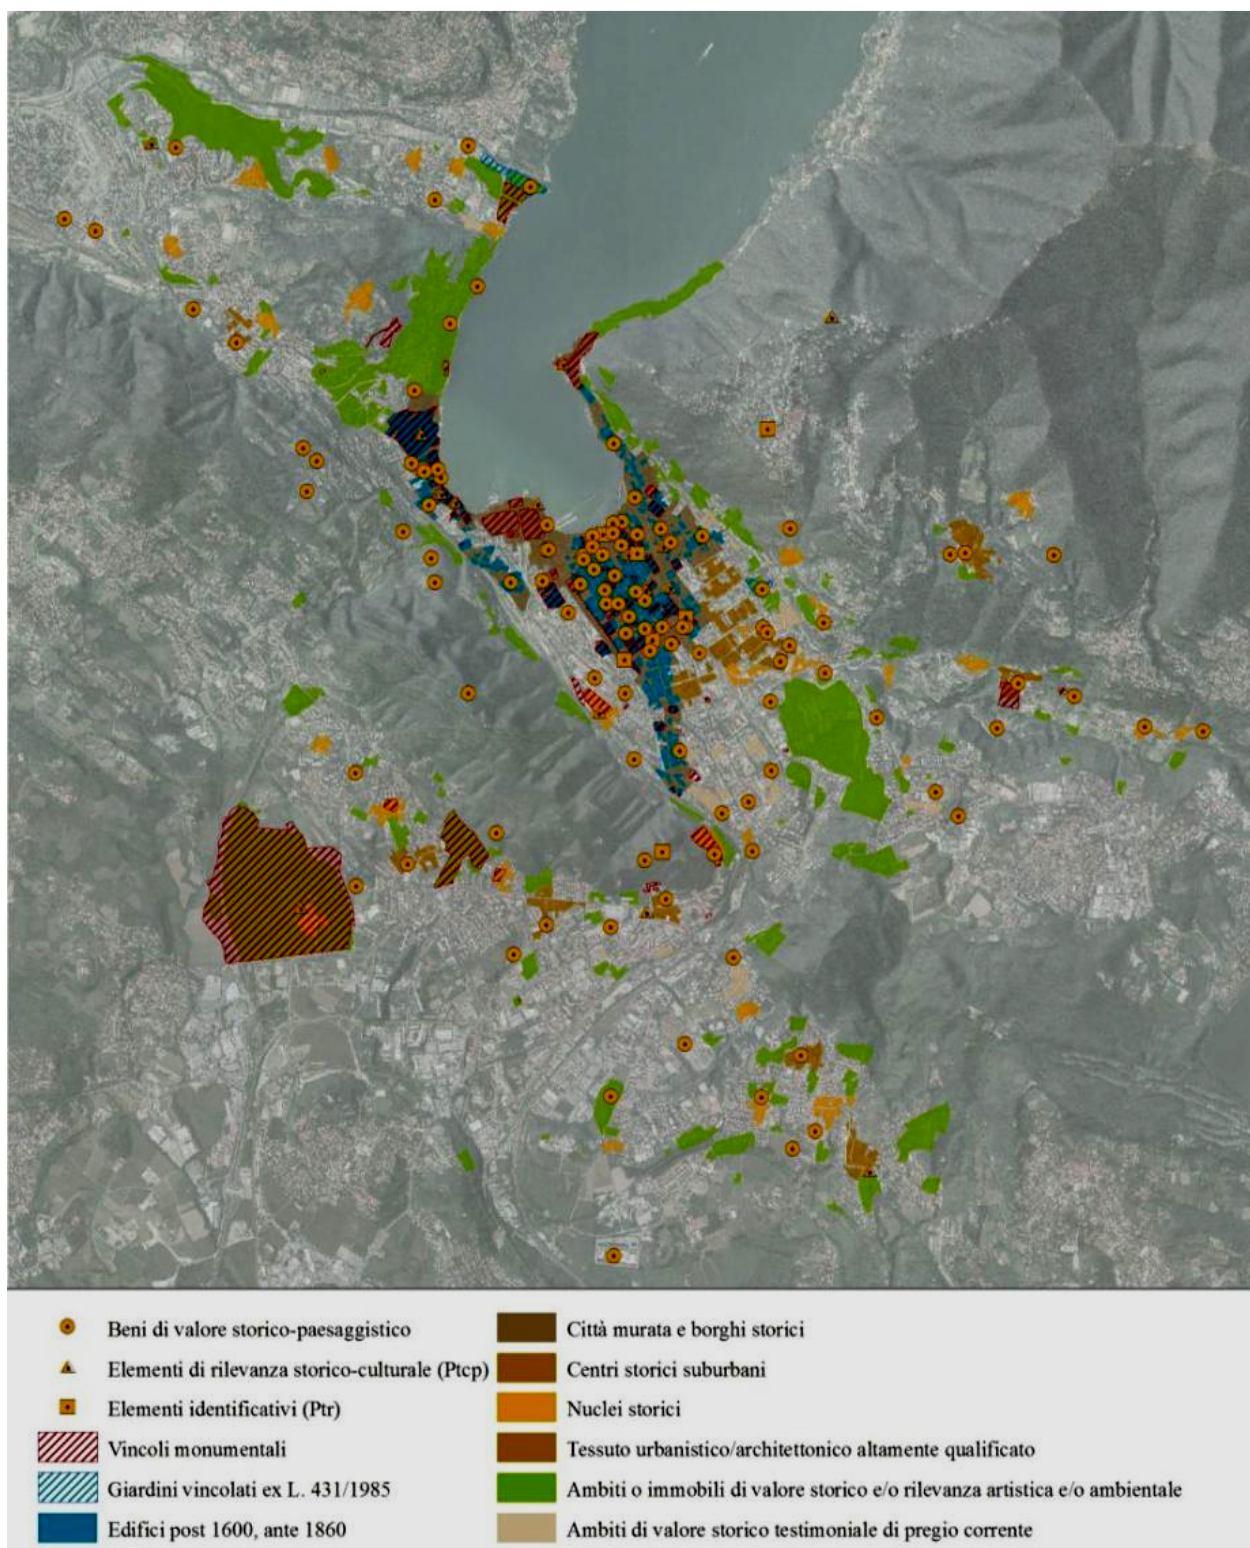 Beni di valore storico-paesaggistico
Elementi di rilevanza storico-culturale (Ptcp)
Elementi identificativi (Ptr)
Vincoli monumentali
Giardini vincolati ex L. 431/1985
Edifici post 1600, ante 1860
Città murata e borghi storici
Centri storici suburbani
Nuclei storici
Tessuto urbanistico/architettonico altamente qualificato
Ambiti o immobili di valore storico e/o rilevanza artistica e/o ambientale
Ambiti di valore storico testimoniale di pregio corrente